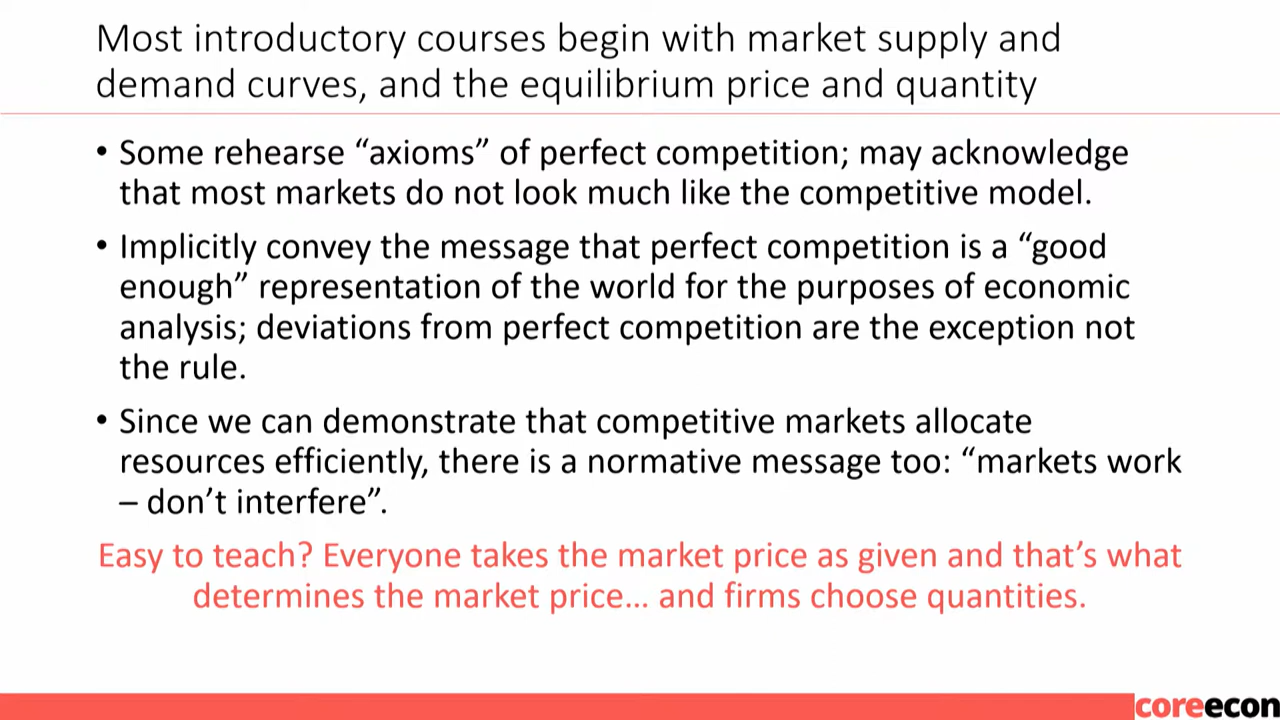 Most introductory courses begin with market supply and
demand curves, and the equilibrium price and quantity
• Some rehearse “axioms” of perfect competition; may acknowledge
that most markets do not look much like the competitive model.
• Implicitly convey the message that perfect competition is a “good
enough” representation of the world for the purposes of economic
analysis; deviations from perfect competition are the exception not
the rule.
• Since we can demonstrate that competitive markets allocate
resources efficiently, there is a normative message too: “markets work
– don’t interfere”.
Easy to teach? Everyone takes the market price as given and that’s what
determines the market price… and firms choose quantities.
coreecon